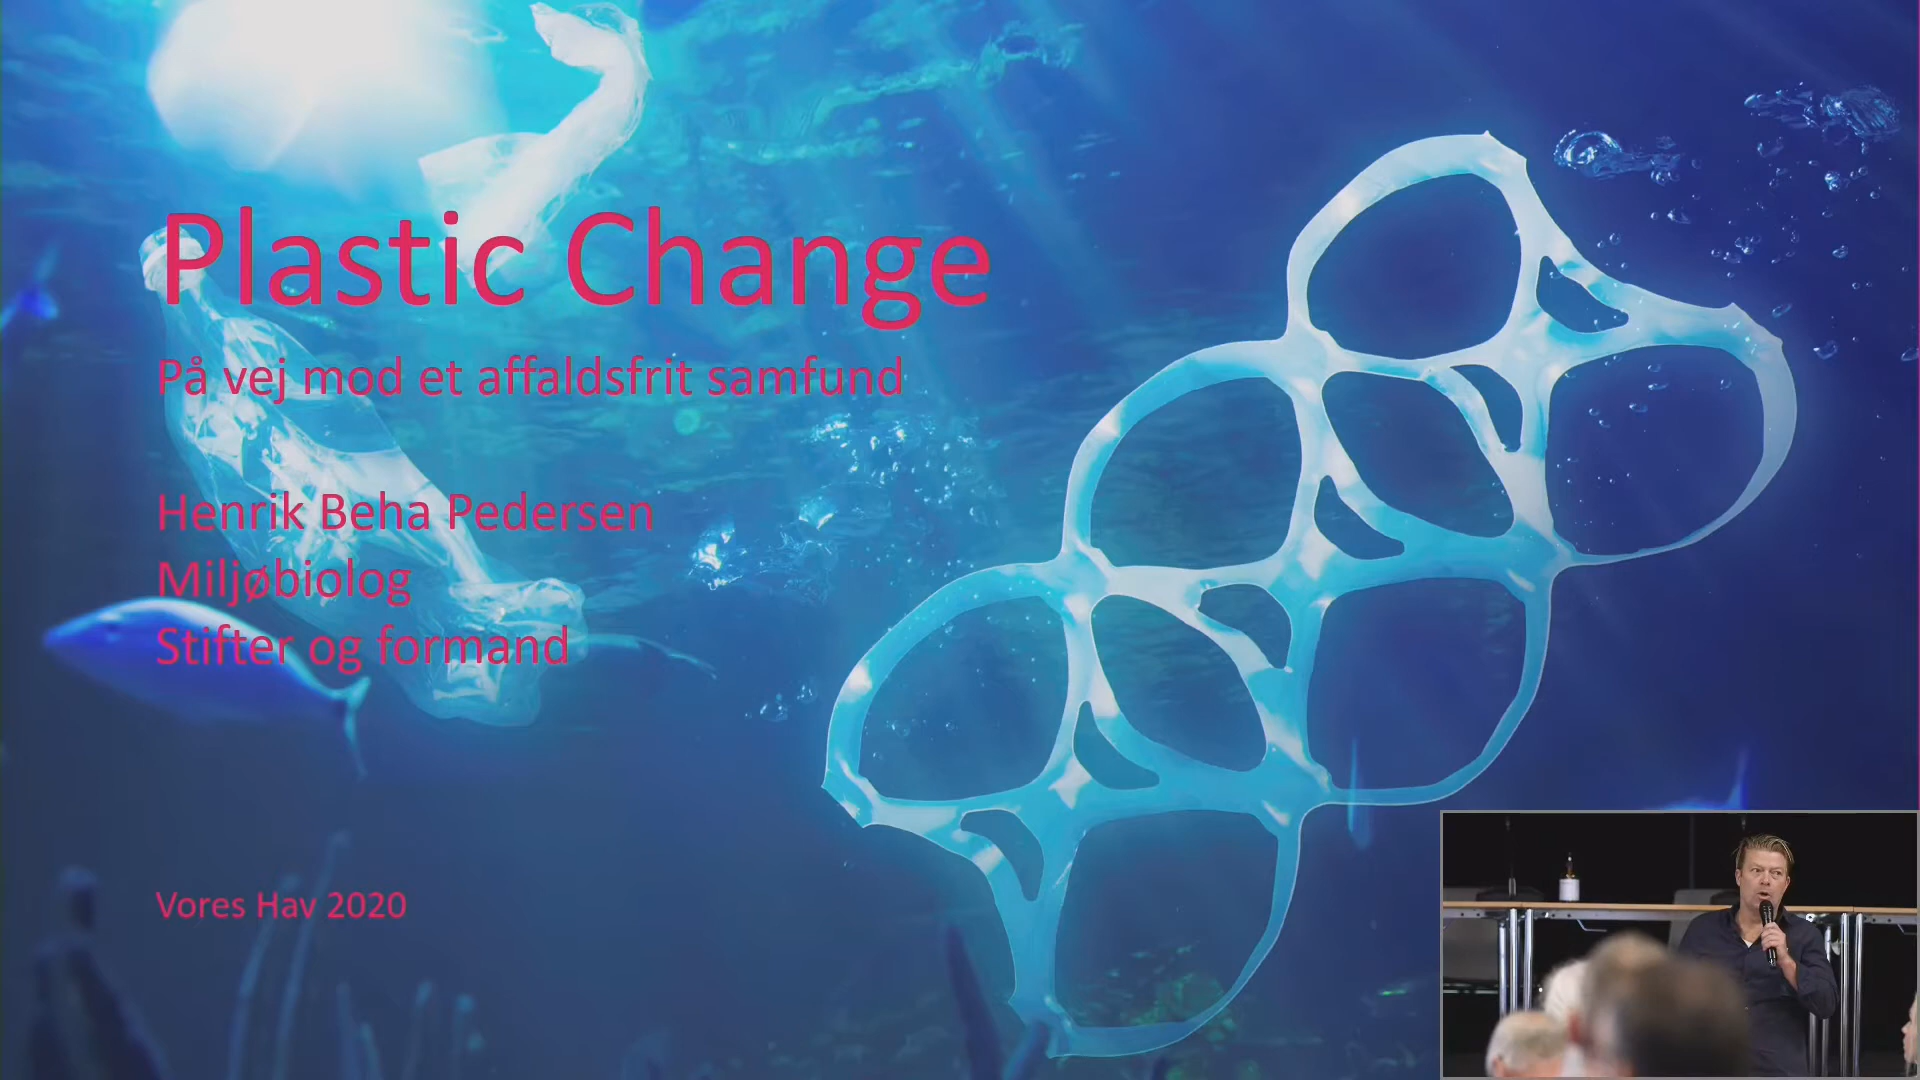 Plastic Change
På vej mod et affaldsfrit samfund
Henrik Beha Pedersen
Miljøbiolog
Stifter og formand
Vores Hav 2020